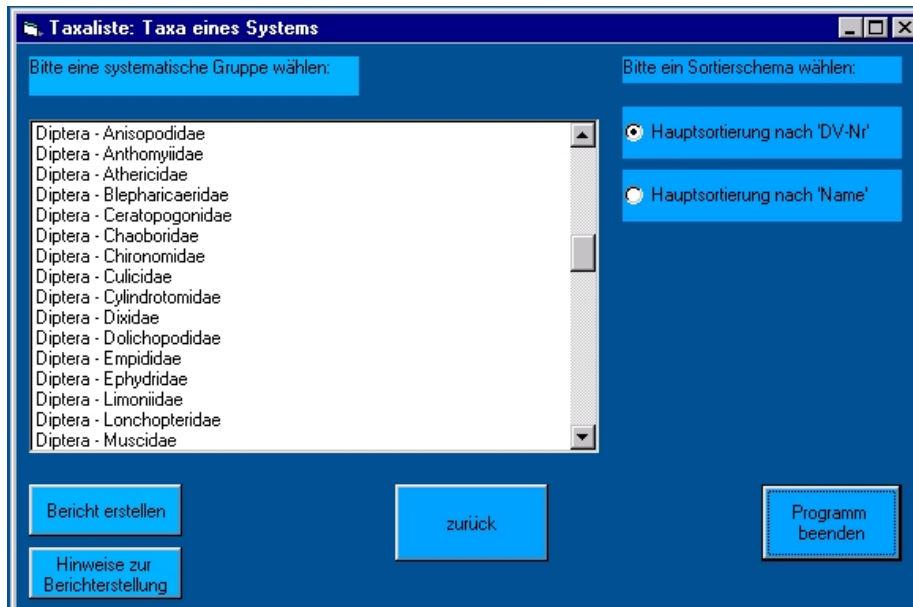 Taxaliste: Taxa eines Systems
Bitte eine systematische Gruppe wählen:
Bitte ein Sortierschema wählen:
Diptera - Anisopodidae
Diptera - Anthomyiidae
Diptera - Athericidae
Diptera - Blepharicaeridae
Diptera - Ceratopogonidae
Diptera - Chaoboridae
Diptera - Chironomidae
Diptera - Culicidae
Diptera - Cylindrotomidae
Diptera - Dixidae
Diptera - Dolichopodidae
Diptera - Empididae
Diptera - Ephydridae
Diptera - Limoniidae
Diptera - Lonchopteridae
Diptera - Muscidae
Hauptsortierung nach 'DV-Nr'
Hauptsortierung nach 'Name'
Bericht erstellen
zurück
Programm
beenden
Hinweise zur
Berichterstellung